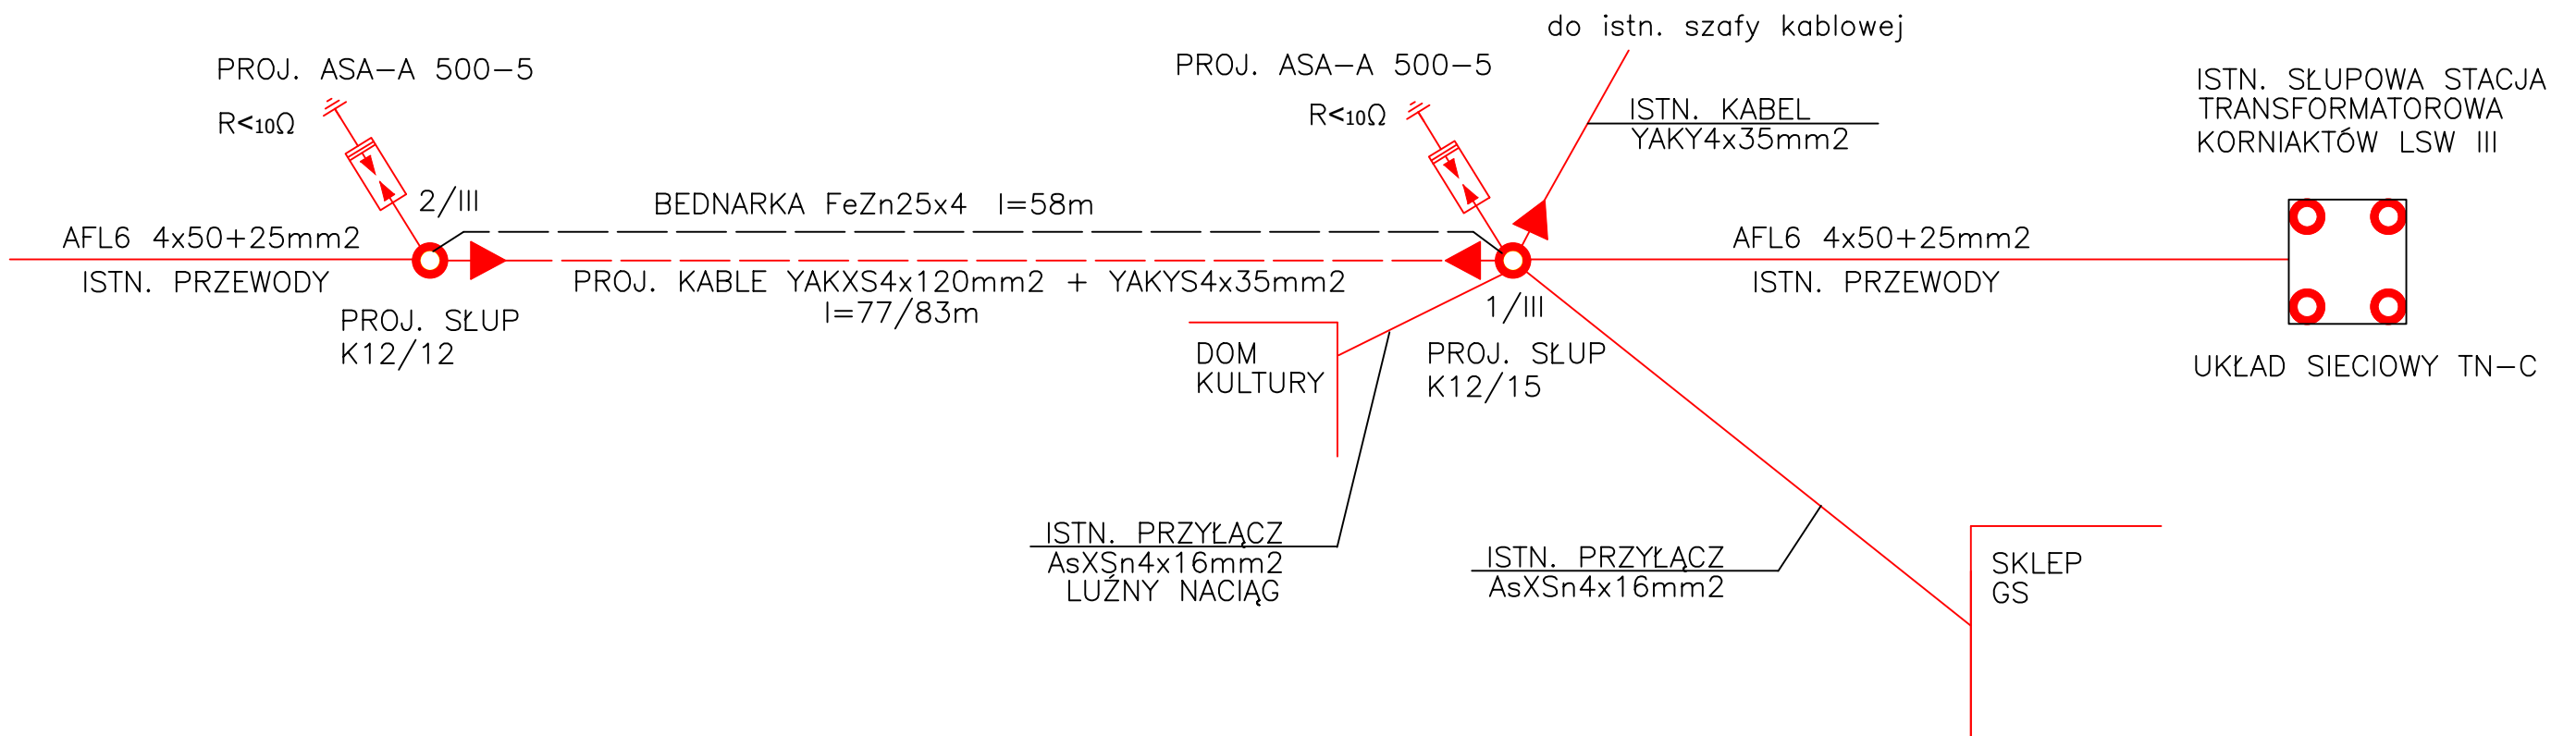 do istn. szafy kablowej
PROJ. ASA-A 500-5
R<10Ω
PROJ. ASA-A 500-5
R<10Ω
ISTN. KABEL
YAKY4x35mm2
ISTN. SŁUPOWA STACJA
TRANSFORMATOROWA
KORNIAKTÓW LSW III
2/III
BEDNARKA FeZn25x4 l=58m
AFL6 4x50+25mm2
ISTN. PRZEWODY
AFL6 4x50+25mm2
ISTN. PRZEWODY
PROJ. KABLE YAKXS4x120mm2 + YAKYS4x35mm2
l=77/83m
1/III
PROJ. SŁUP
K12/12
DOM
KULTURY
PROJ. SŁUP
K12/15
UKŁAD SIECIOWY TN-C
ISTN. PRZYŁĄCZ
AsXSn4x16mm2
LUŹNY NACIĄG
ISTN. PRZYŁĄCZ
AsXSn4x16mm2
SKLEP
GS